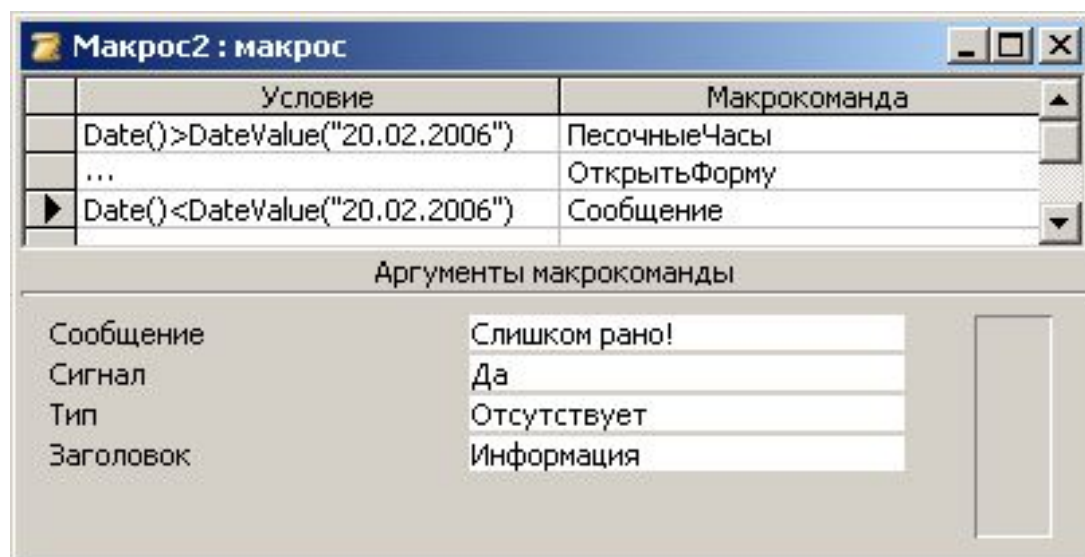 Макрос2 : макрос
Условие Макрокоманда
Date()>DateValue("20.02.2006") ПесочныеЧасы
... ОткрытьФорму
Date()<DateValue("20.02.2006") Сообщение
Аргументы макрокоманды
Сообщение Слишком рано!
Сигнал Да
Тип Отсутствует
Заголовок Информация